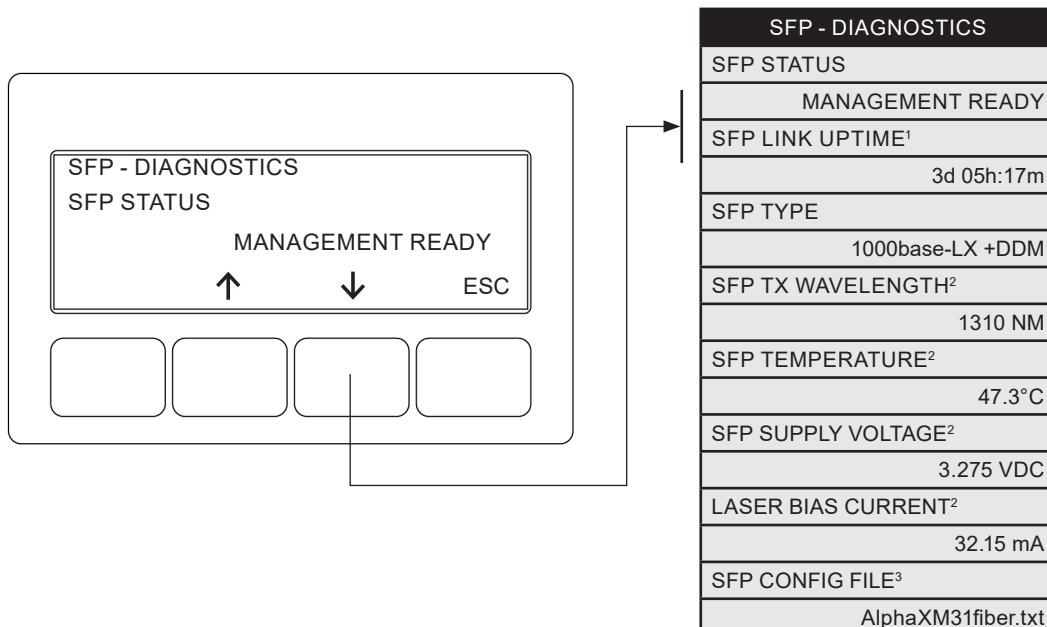 SFP - DIAGNOSTICS
SFP STATUS
MANAGEMENT READY
↑ ↓ ESC
SFP - DIAGNOSTICS
SFP STATUS
MANAGEMENT READY
SFP LINK UPTIME¹
3d 05h:17m
SFP TYPE
1000base-LX +DDM
SFP TX WAVELENGTH²
1310 NM
SFP TEMPERATURE²
47.3°C
SFP SUPPLY VOLTAGE²
3.275 VDC
LASER BIAS CURRENT²
32.15 mA
SFP CONFIG FILE³
AlphaXM31fiber.txt